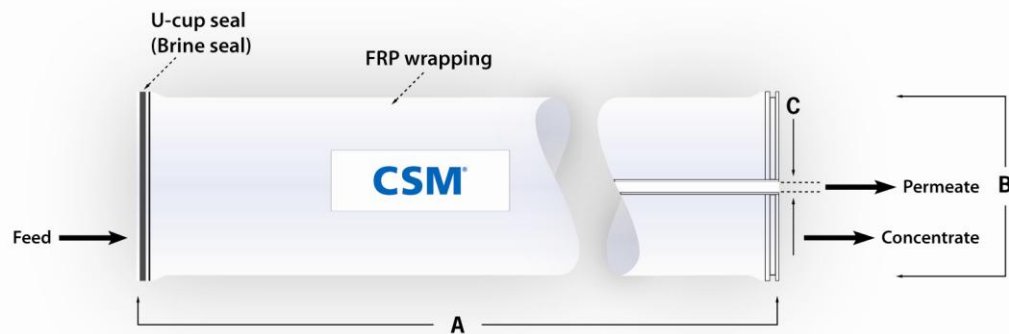 U-cup seal
(Brine seal)
FRP wrapping
C
CSM®
Permeate
B
Feed
Concentrate
A